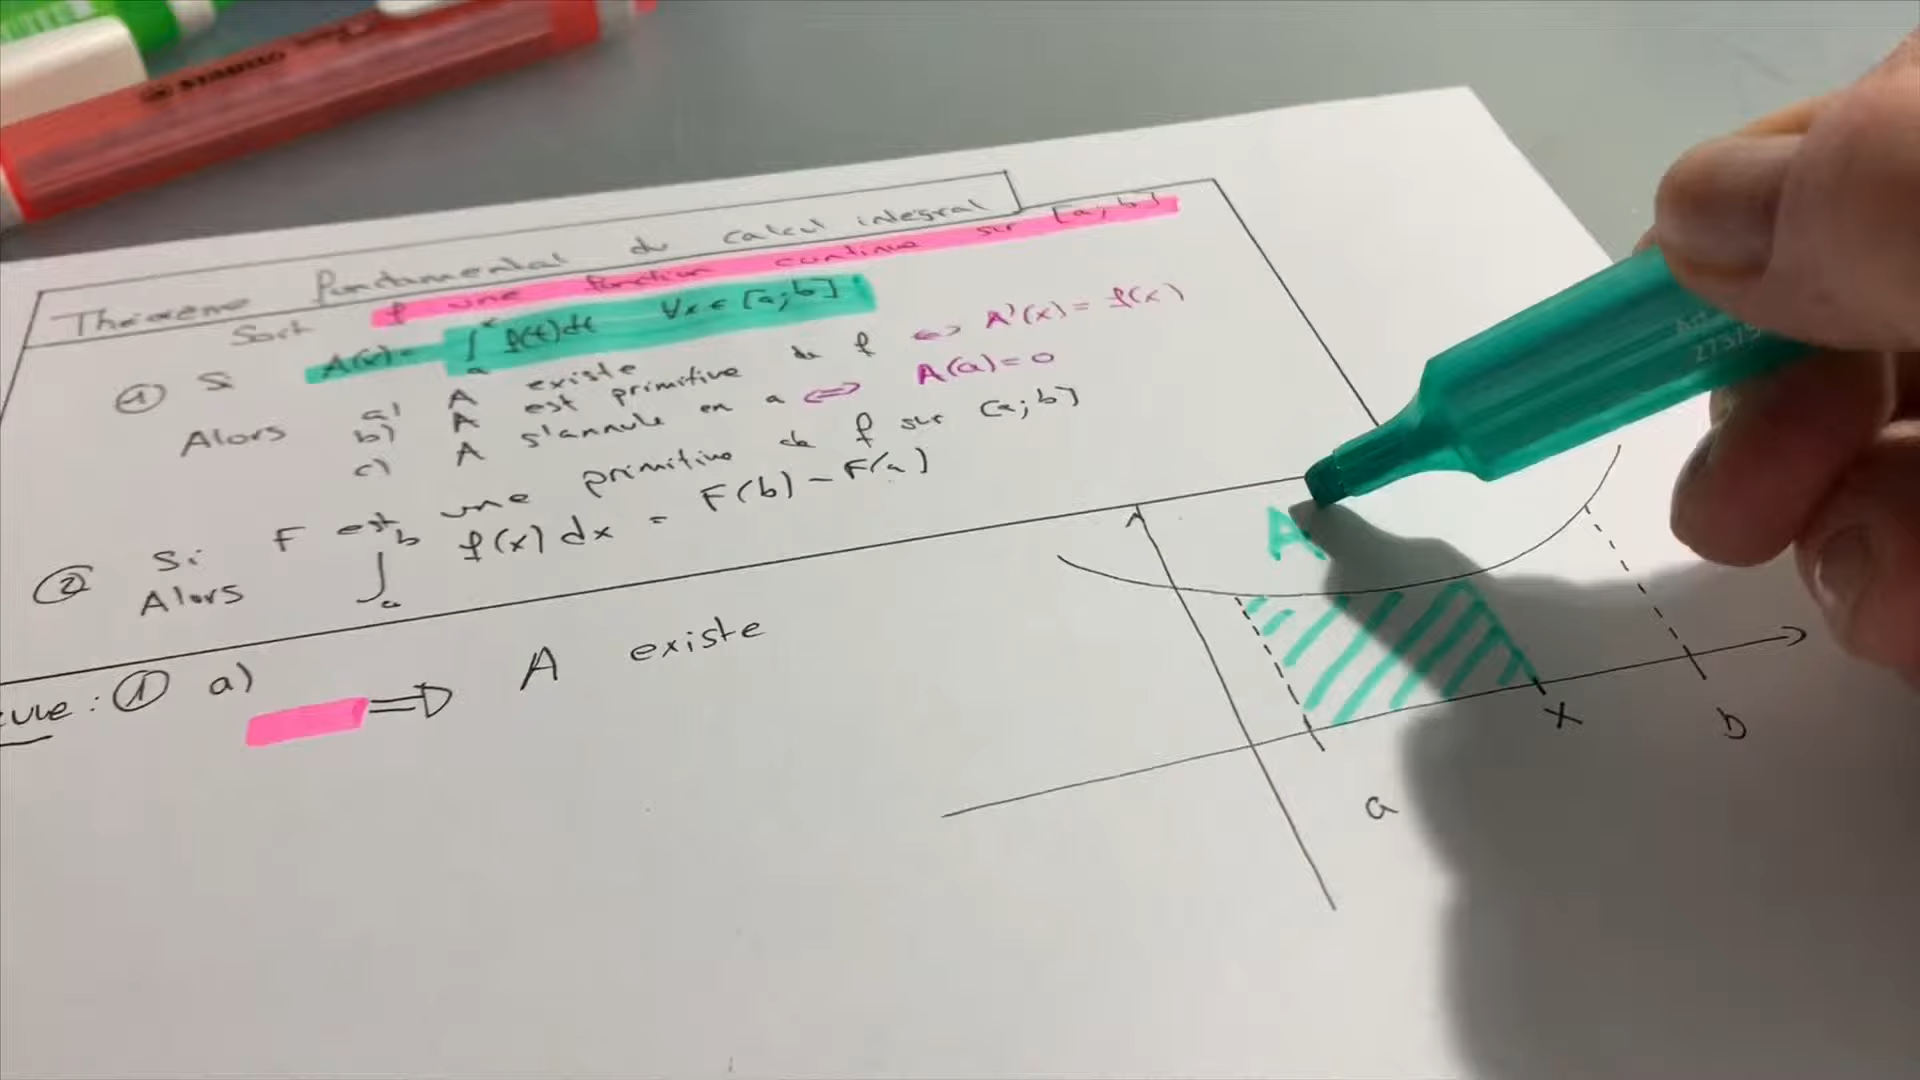 STABILO
Théorème fondamental du calcul intégral
Soit f une fonction continue sur [a;b]
① Si A(x) = ∫ₐˣ f(t)dt ∀x ∈ [a;b]
Alors a) A existe
b) A est primitive de f ⇔ A'(x) = f(x)
c) A s'annule en a ⇔ A(a) = 0
② Si F est une primitive de f sur [a;b]
Alors ∫ₐᵇ f(x) dx = F(b) - F(a)
① a) ⇒ A existe
A
x
b
a